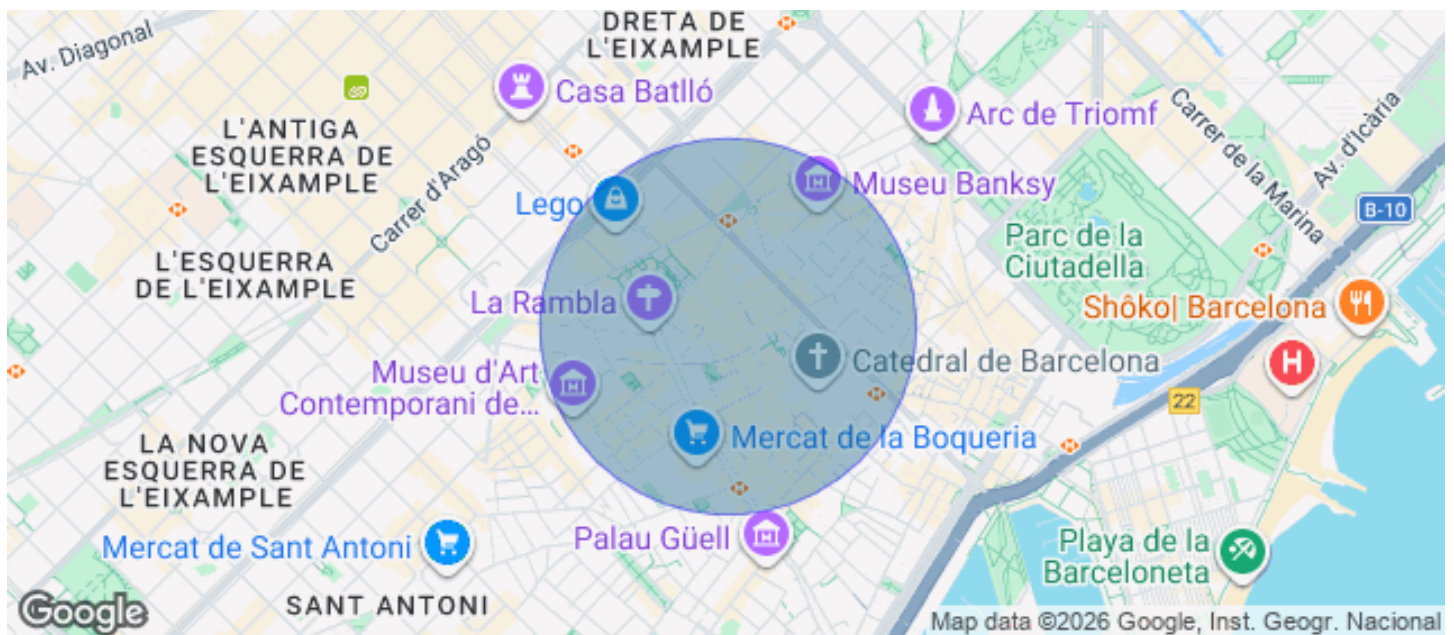 DRETA DE
L'EIXAMPLE
Av. Diagonal
Casa Batlló
Arc de Triomf
Carrer de la Marina
Av. d'Icària
L'ANTIGA
ESQUERRA DE
L'EIXAMPLE
Carrer d'Aragó
Lego
Museu Banksy
B-10
Parc de la
Ciutadella
L'ESQUERRA
DE L'EIXAMPLE
La Rambla
Shôko| Barcelona
Museu d'Art
Contemporani de...
Catedral de Barcelona
H
22
LA NOVA
ESQUERRA DE
L'EIXAMPLE
Mercat de la Boqueria
Mercat de Sant Antoni
Palau Güell
Playa de la
Barceloneta
SANT ANTONI
Google
Map data ©2026 Google, Inst. Geogr. Nacional